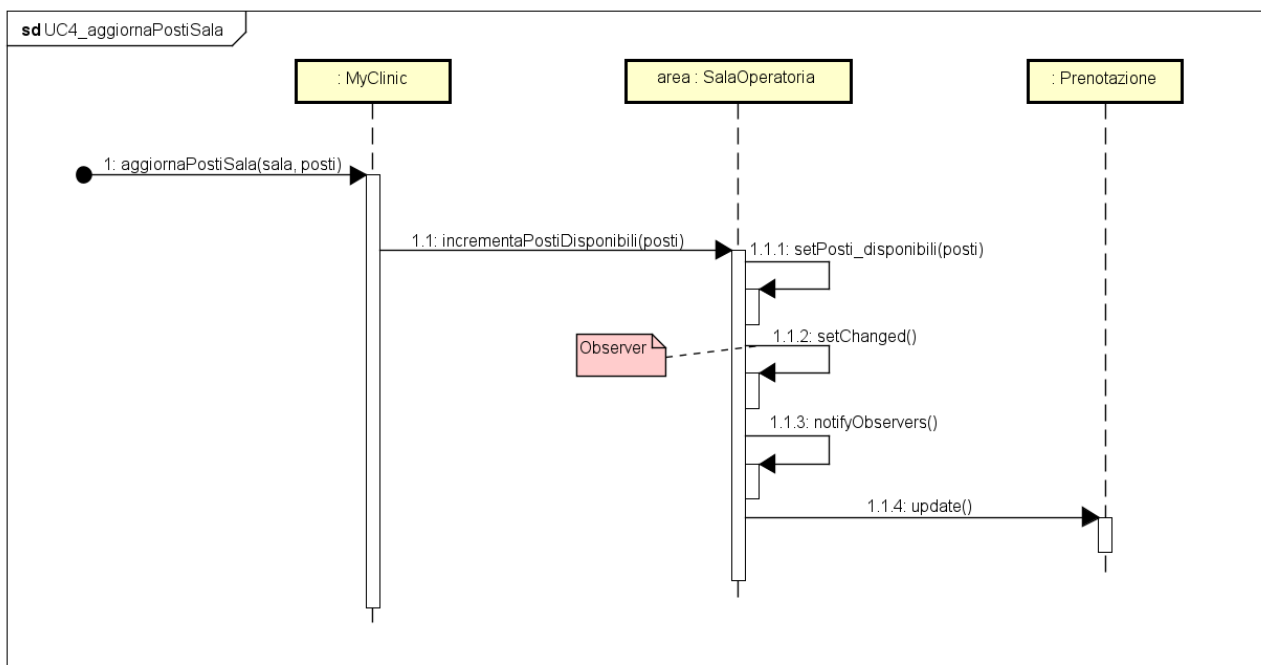 sd UC4_aggiornaPostiSala
: MyClinic
area : SalaOperatoria
: Prenotazione
1: aggiornaPostiSala(sala, posti)
1.1: incrementaPostiDisponibili(posti)
1.1.1: setPosti_disponibili(posti)
Observer
1.1.2: setChanged()
1.1.3: notifyObservers()
1.1.4: update()